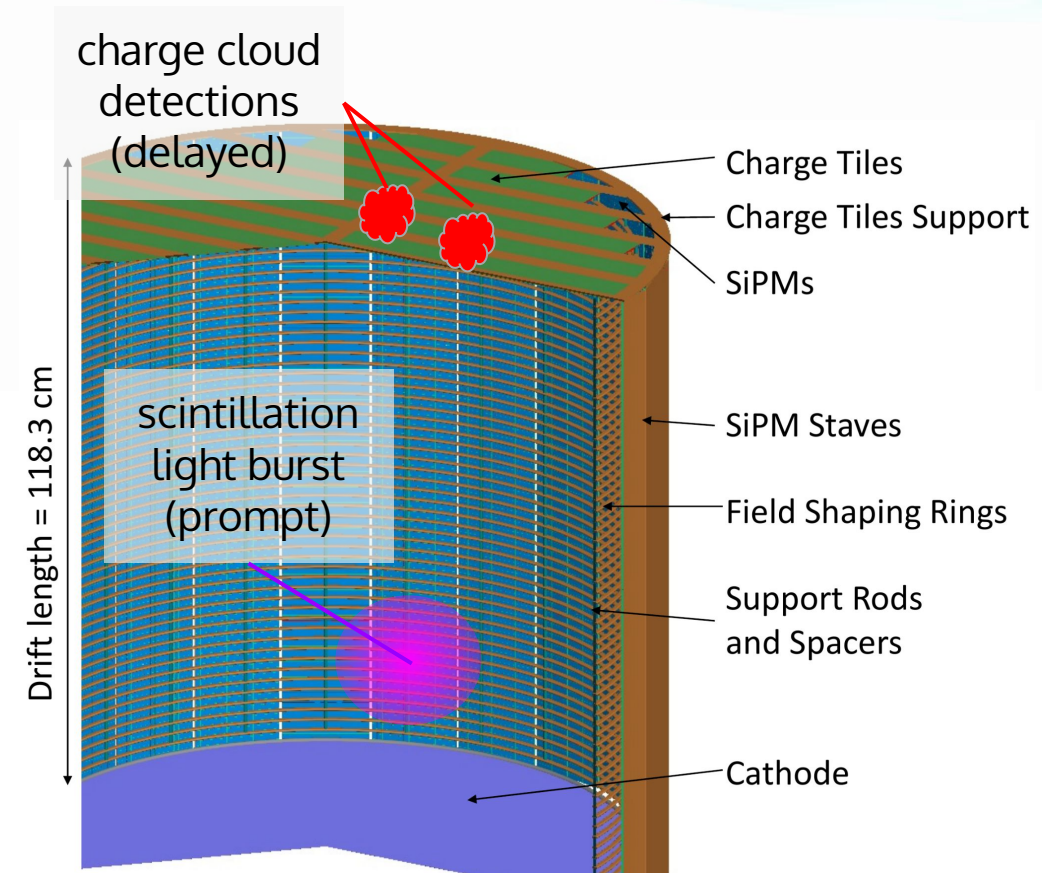 charge cloud
detections
(delayed)
Charge Tiles
Charge Tiles Support
SiPMs
Drift length = 118.3 cm
scintillation
light burst
(prompt)
SiPM Staves
Field Shaping Rings
Support Rods
and Spacers
Cathode